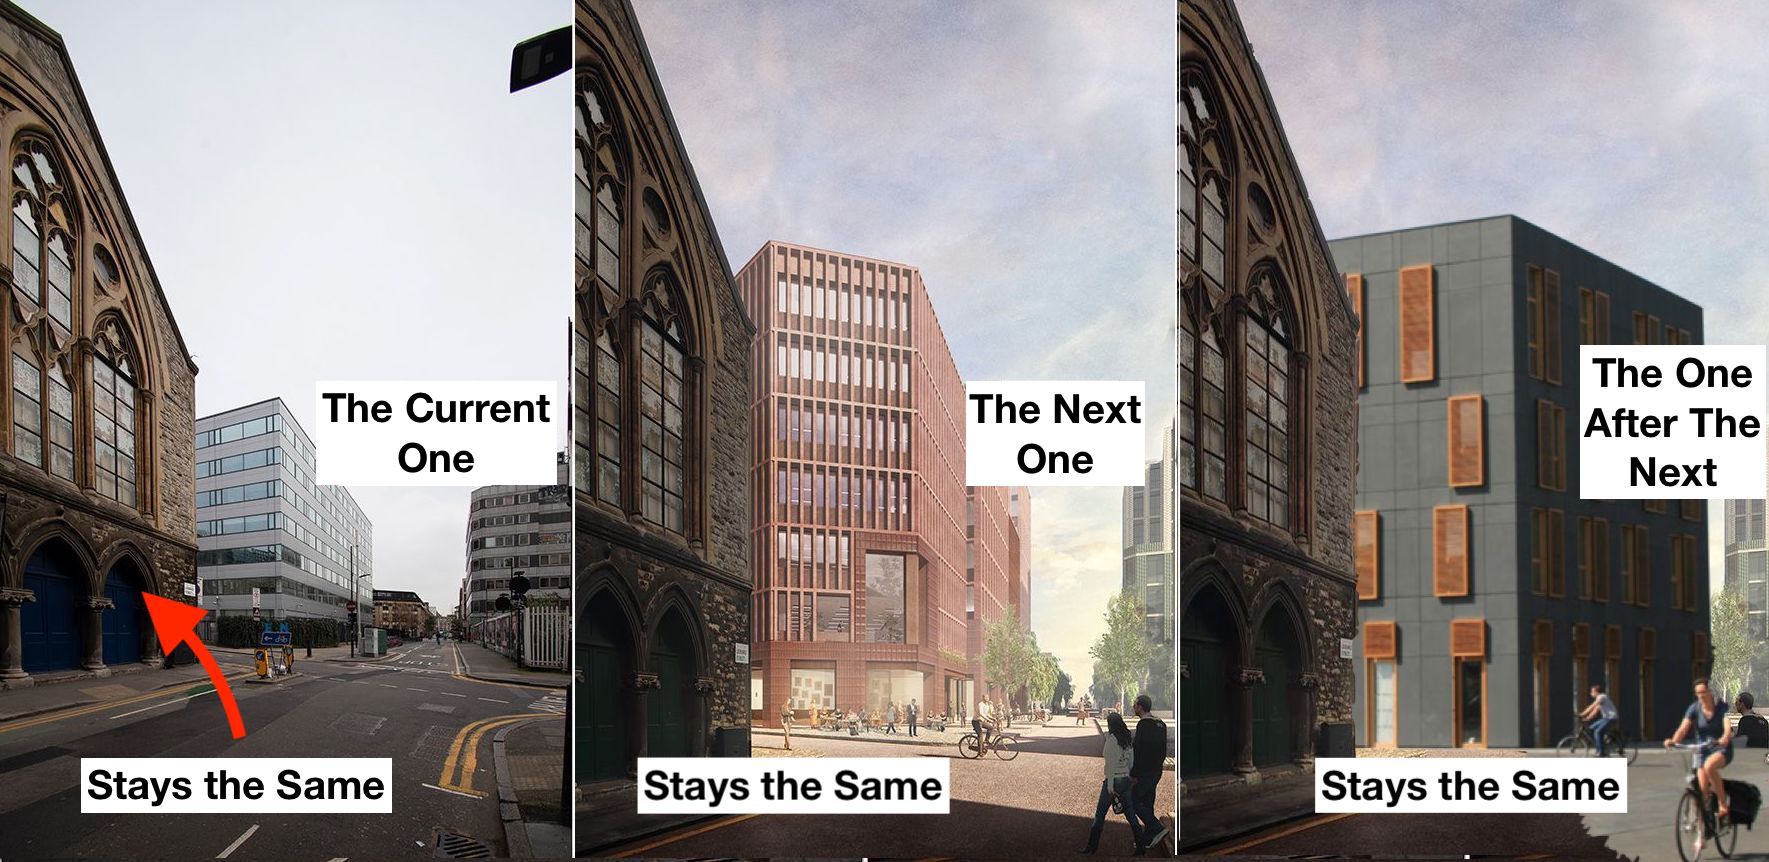 The Current
One
Stays the Same
The Next
One
Stays the Same
The One
After The
Next
Stays the Same